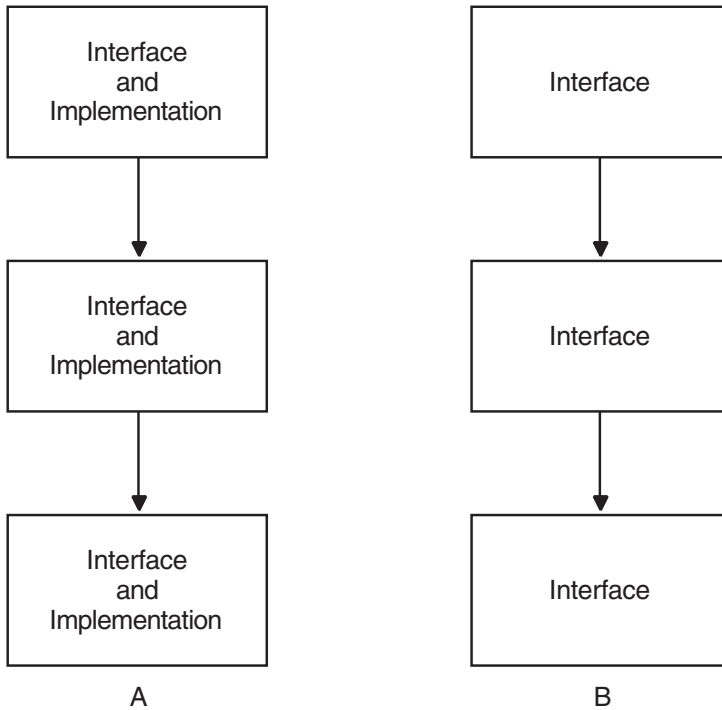 Interface
and
Implementation
Interface
and
Implementation
Interface
and
Implementation
A
Interface
Interface
Interface
B